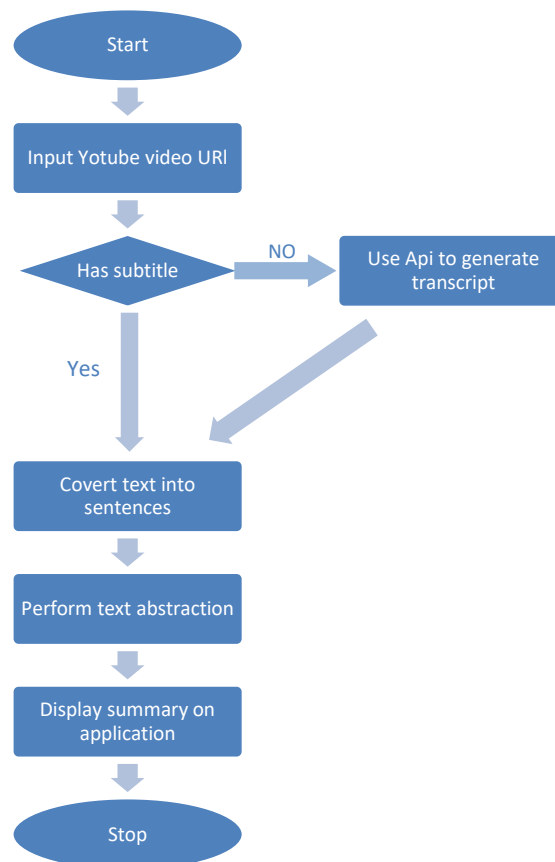 Start
Input Yotube video URl
Has subtitle
NO
Use Api to generate
transcript
Yes
Covert text into
sentences
Perform text abstraction
Display summary on
application
Stop